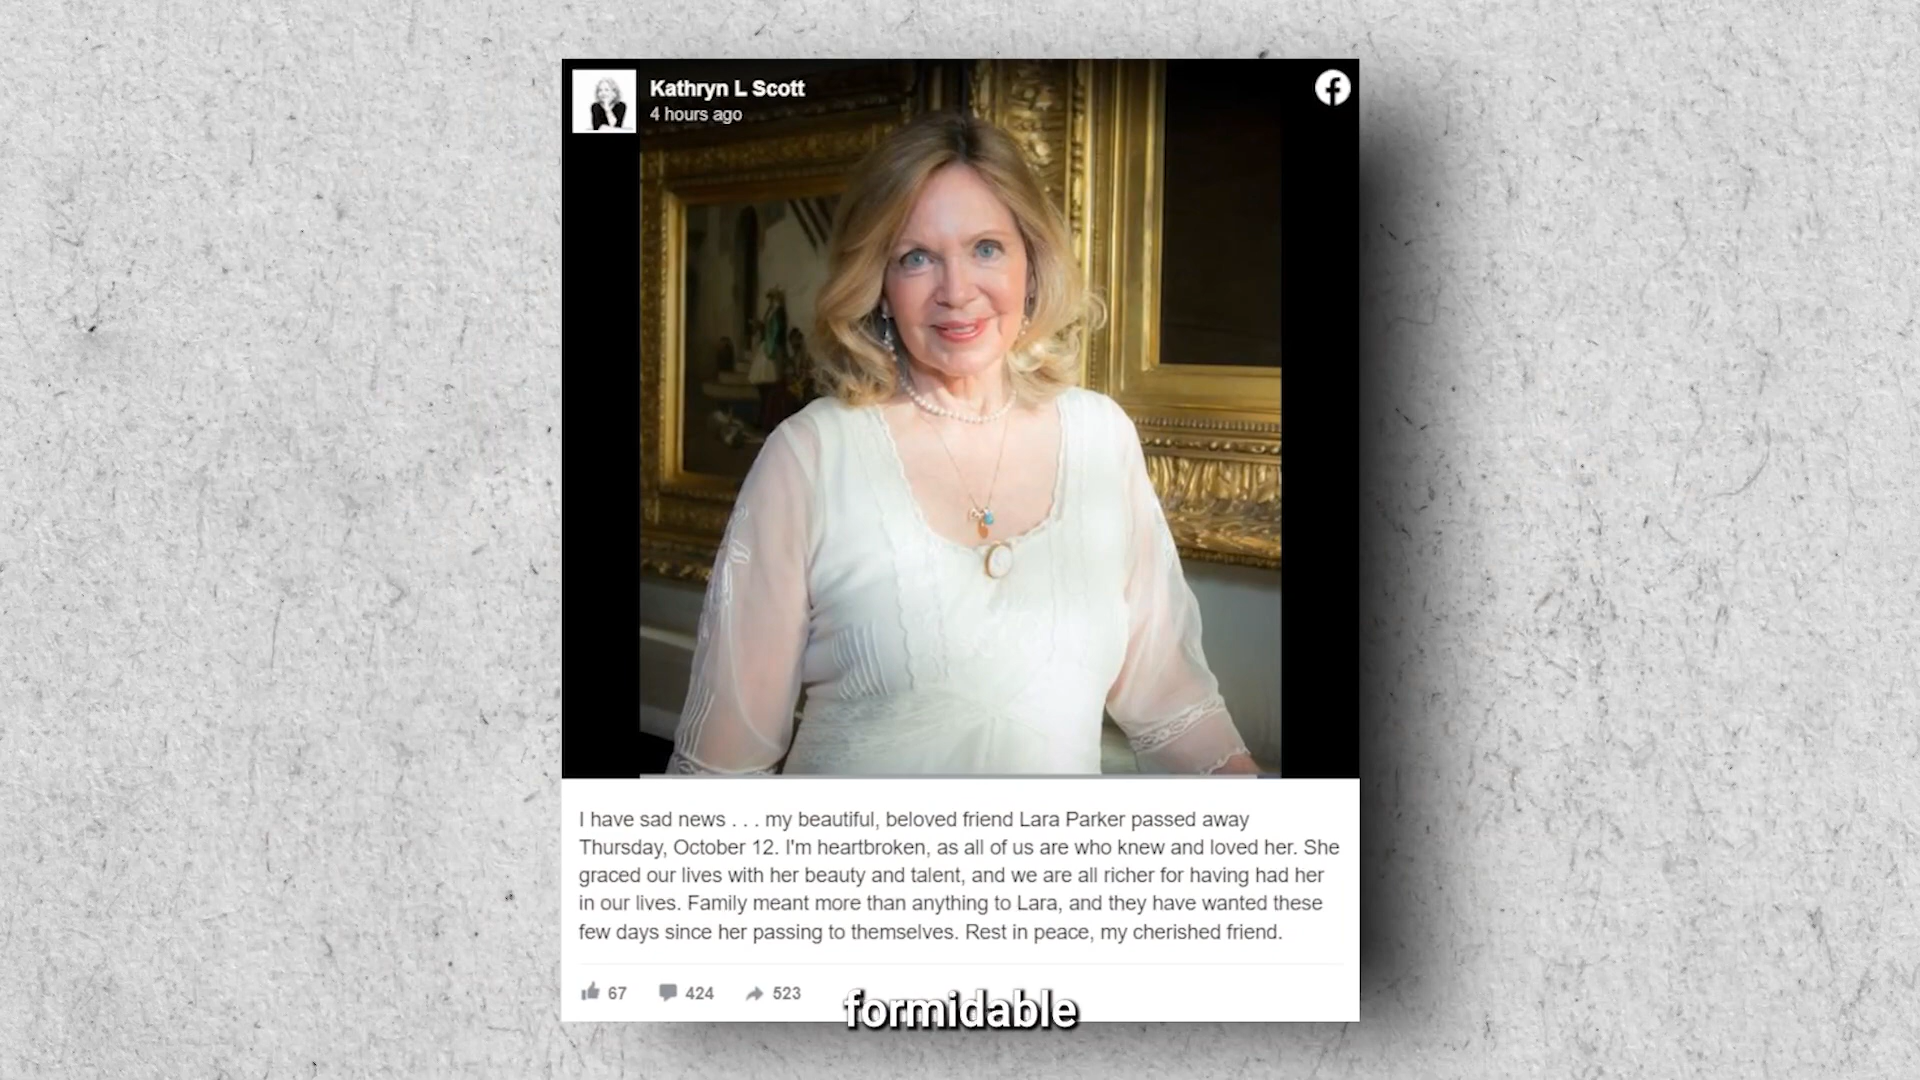 Kathryn L Scott
4 hours ago
I have sad news . . . my beautiful, beloved friend Lara Parker passed away
Thursday, October 12. I'm heartbroken, as all of us are who knew and loved her. She
graced our lives with her beauty and talent, and we are all richer for having had her
in our lives. Family meant more than anything to Lara, and they have wanted these
few days since her passing to themselves. Rest in peace, my cherished friend.
67 424 523
formidable